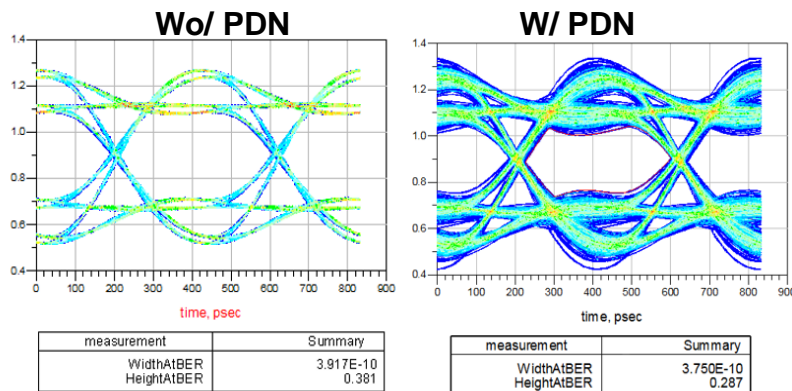 Wo/ PDN
W/ PDN
1.4
1.2
1.0
0.8
0.6
0.4
0 100 200 300 400 500 600 700 800 900
time, psec
1.4
1.2
1.0
0.8
0.6
0.4
0 100 200 300 400 500 600 700 800 900
time, psec
measurement Summary
WidthAtBER 3.917E-10
HeightAtBER 0.381
measurement Summary
WidthAtBER 3.750E-10
HeightAtBER 0.287